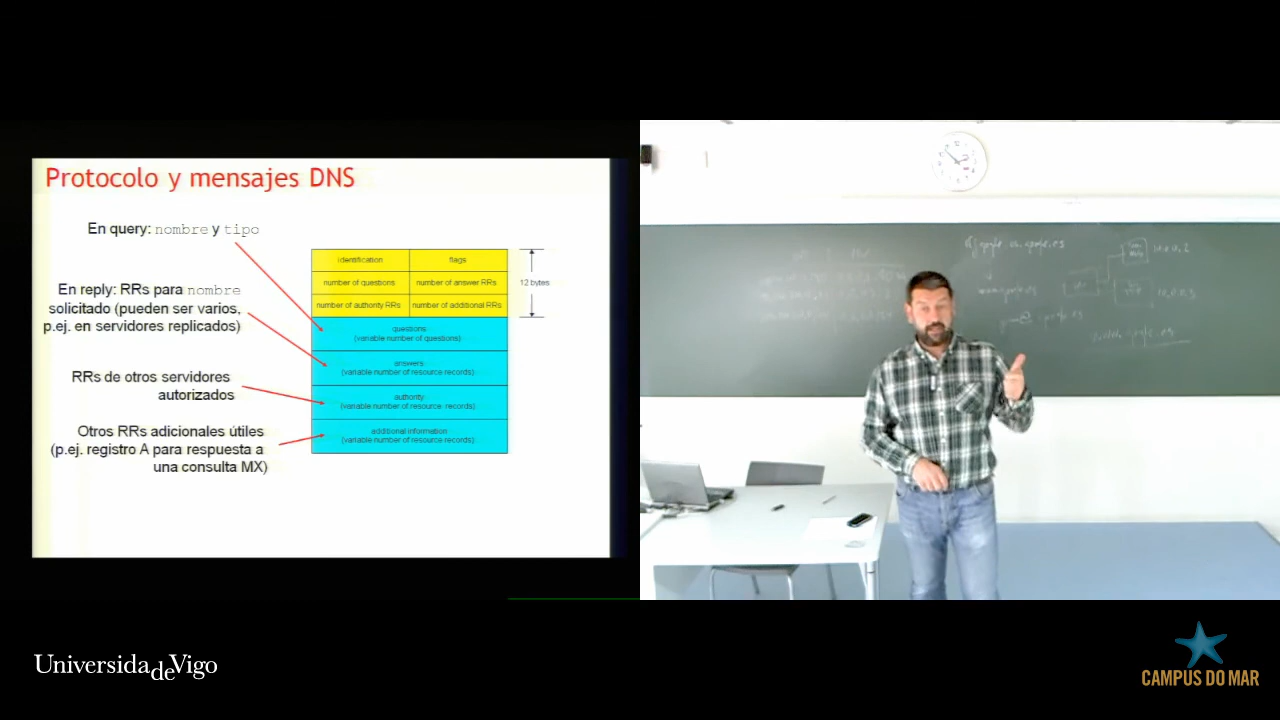 Protocolo y mensajes DNS
En query: nombre y tipo
En reply: RRs para nombre
solicitado (pueden ser varios,
p.ej. en servidores replicados)
RRs de otros servidores
autorizados
Otros RRs adicionales útiles
(p.ej. registro A para respuesta a
una consulta MX)
identification flags
number of questions number of answer RRs
number of authority RRs number of additional RRs
12 bytes
questions
(variable number of questions)
answers
(variable number of resource records)
authority
(variable number of resource records)
additional information
(variable number of resource records)
UniversidadeVigo
CAMPUS DO MAR